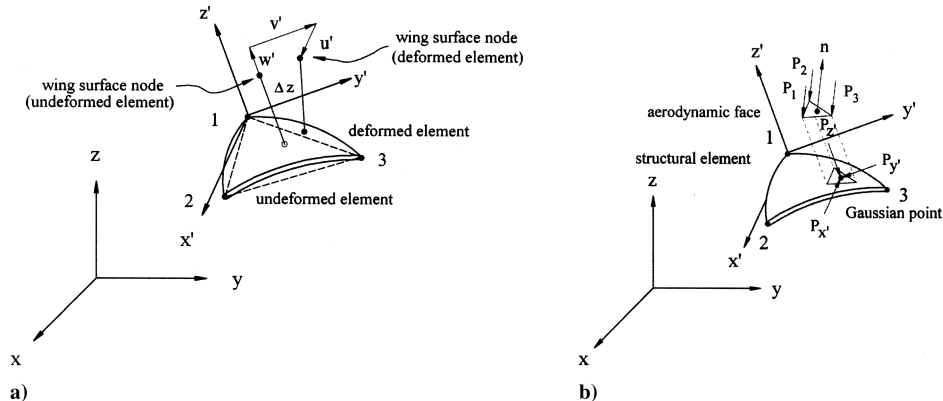 z'
v'
u'
w'
wing surface node
(deformed element)
wing surface node
(undeformed element)
Δ z
y'
1
deformed element
3
2
undeformed element
x'
z
y
x
a)
n
z'
P2
P1
P3
aerodynamic face
y'
Pz'
1
structural element
Py'
z
3
Gaussian point
Px'
2
x'
y
x
b)